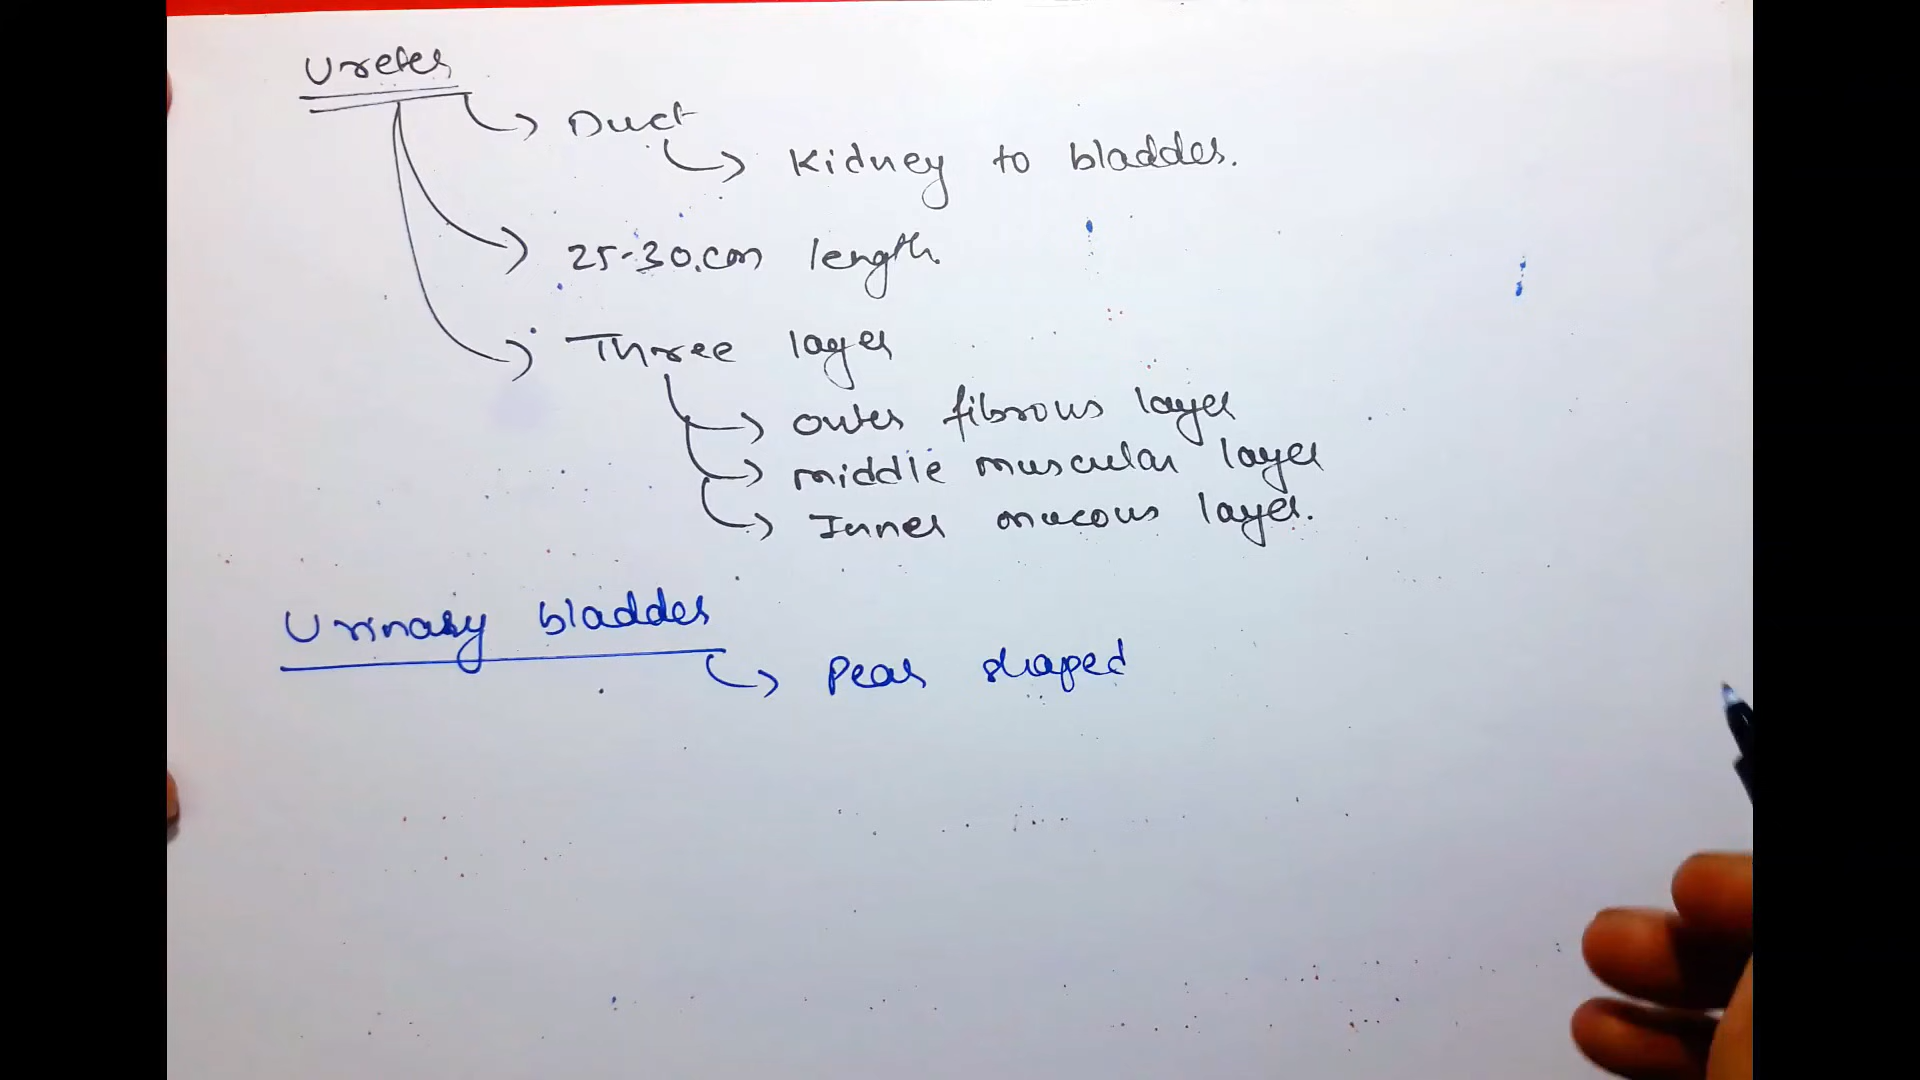 Ureter
Duct
Kidney to bladder.
25-30.cm length.
Three layer
outer fibrous layer
middle muscular layer
Inner mucous layer.
Urinary bladder
Pear shaped